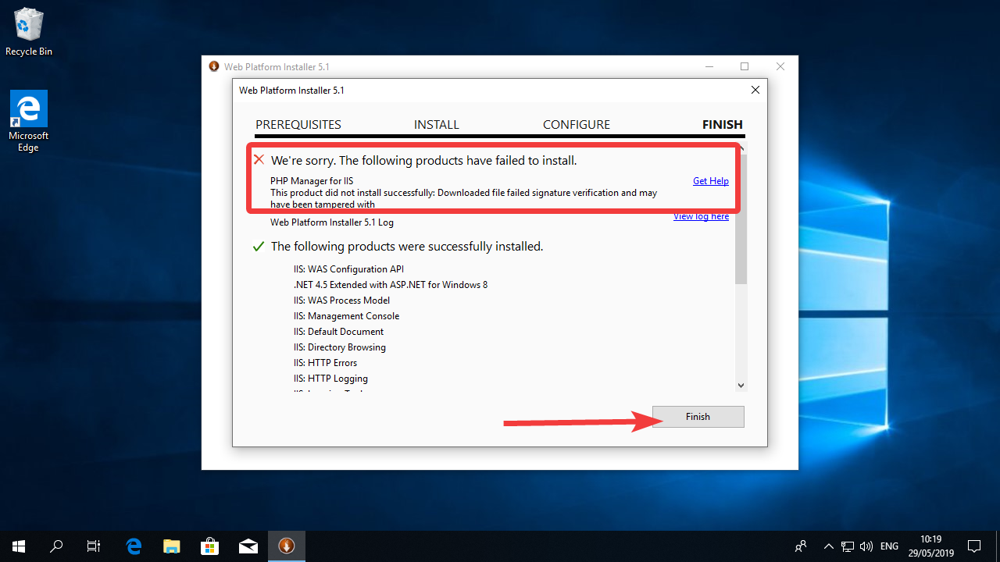 Recycle Bin
Microsoft
Edge
Web Platform Installer 5.1
Web Platform Installer 5.1
PREREQUISITES INSTALL CONFIGURE FINISH
We're sorry. The following products have failed to install.
PHP Manager for IIS Get Help
This product did not install successfully: Downloaded file failed signature verification and may
have been tampered with
View log here
Web Platform Installer 5.1 Log
The following products were successfully installed.
IIS: WAS Configuration API
.NET 4.5 Extended with ASP.NET for Windows 8
IIS: WAS Process Model
IIS: Management Console
IIS: Default Document
IIS: Directory Browsing
IIS: HTTP Errors
IIS: HTTP Logging
Finish
ENG
10:19
29/05/2019